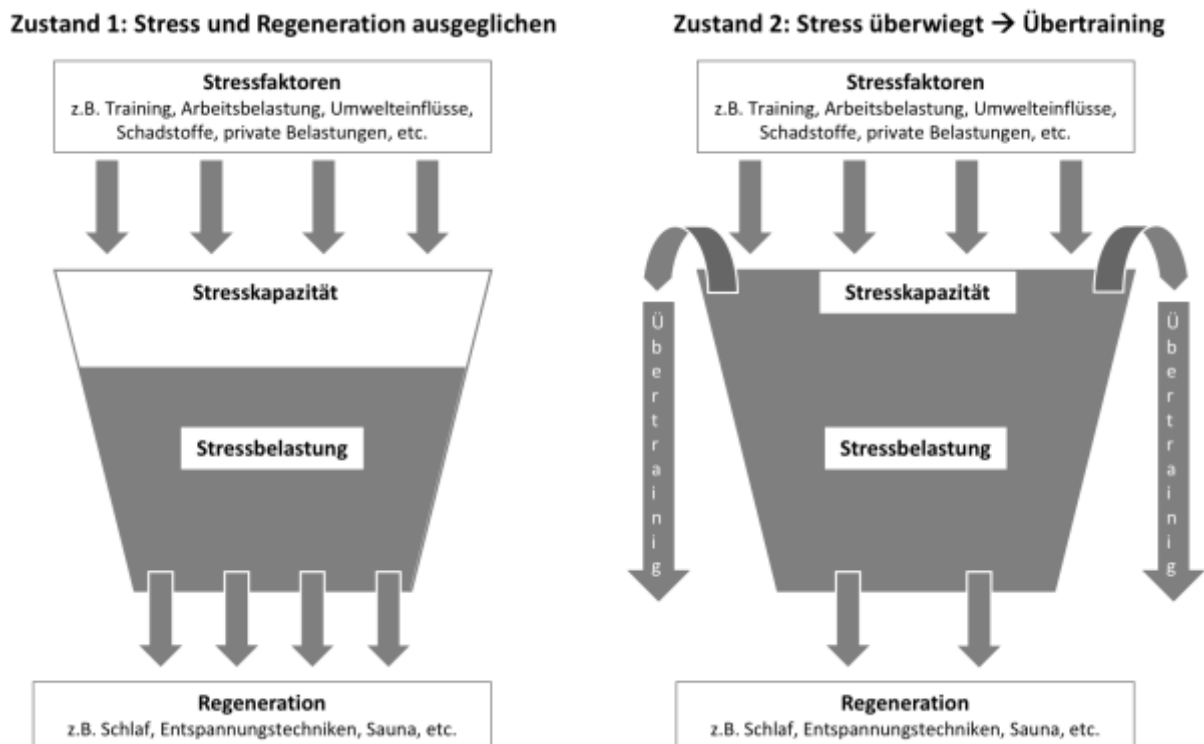 Zustand 1: Stress und Regeneration ausgeglichen
Stressfaktoren
z.B. Training, Arbeitsbelastung, Umwelteinflüsse,
Schadstoffe, private Belastungen, etc.
Stresskapazität
Stressbelastung
Regeneration
z.B. Schlaf, Entspannungstechniken, Sauna, etc.
Zustand 2: Stress überwiegt → Übertraining
Stressfaktoren
z.B. Training, Arbeitsbelastung, Umwelteinflüsse,
Schadstoffe, private Belastungen, etc.
Übertrainig
Stresskapazität
Stressbelastung
Übertrainig
Regeneration
z.B. Schlaf, Entspannungstechniken, Sauna, etc.